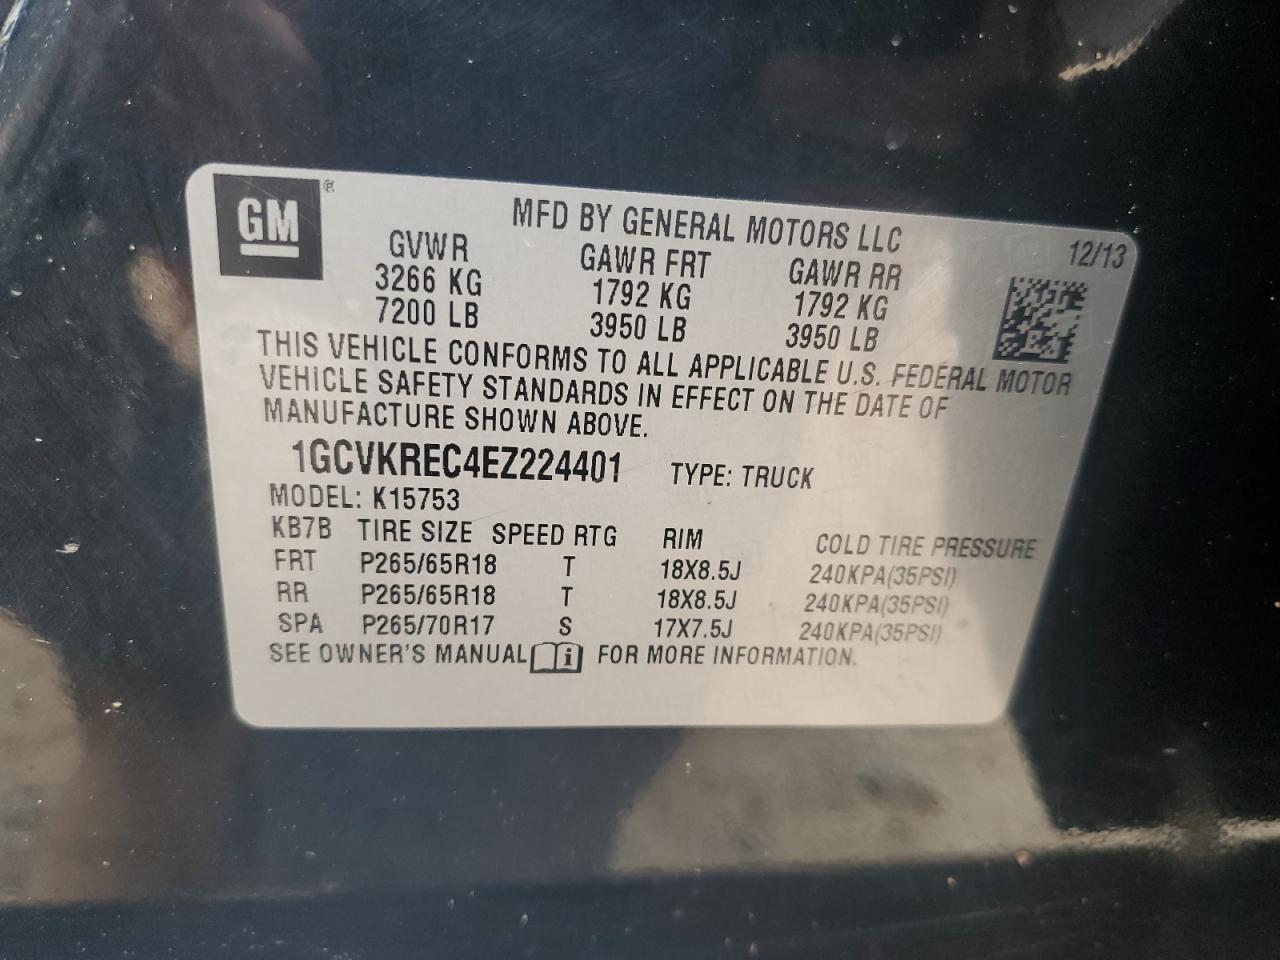 GM ®
MFD BY GENERAL MOTORS LLC
12/13
GVWR GAWR FRT GAWR RR
3266 KG 1792 KG 1792 KG
7200 LB 3950 LB 3950 LB
THIS VEHICLE CONFORMS TO ALL APPLICABLE U.S. FEDERAL MOTOR
VEHICLE SAFETY STANDARDS IN EFFECT ON THE DATE OF
MANUFACTURE SHOWN ABOVE.
1GCVKREC4EZ224401 TYPE: TRUCK
MODEL: K15753
KB7B TIRE SIZE SPEED RTG RIM COLD TIRE PRESSURE
FRT P265/65R18 T 18X8.5J 240KPA(35PSI)
RR P265/65R18 T 18X8.5J 240KPA(35PSI)
SPA P265/70R17 S 17X7.5J 240KPA(35PSI)
SEE OWNER'S MANUAL i FOR MORE INFORMATION.